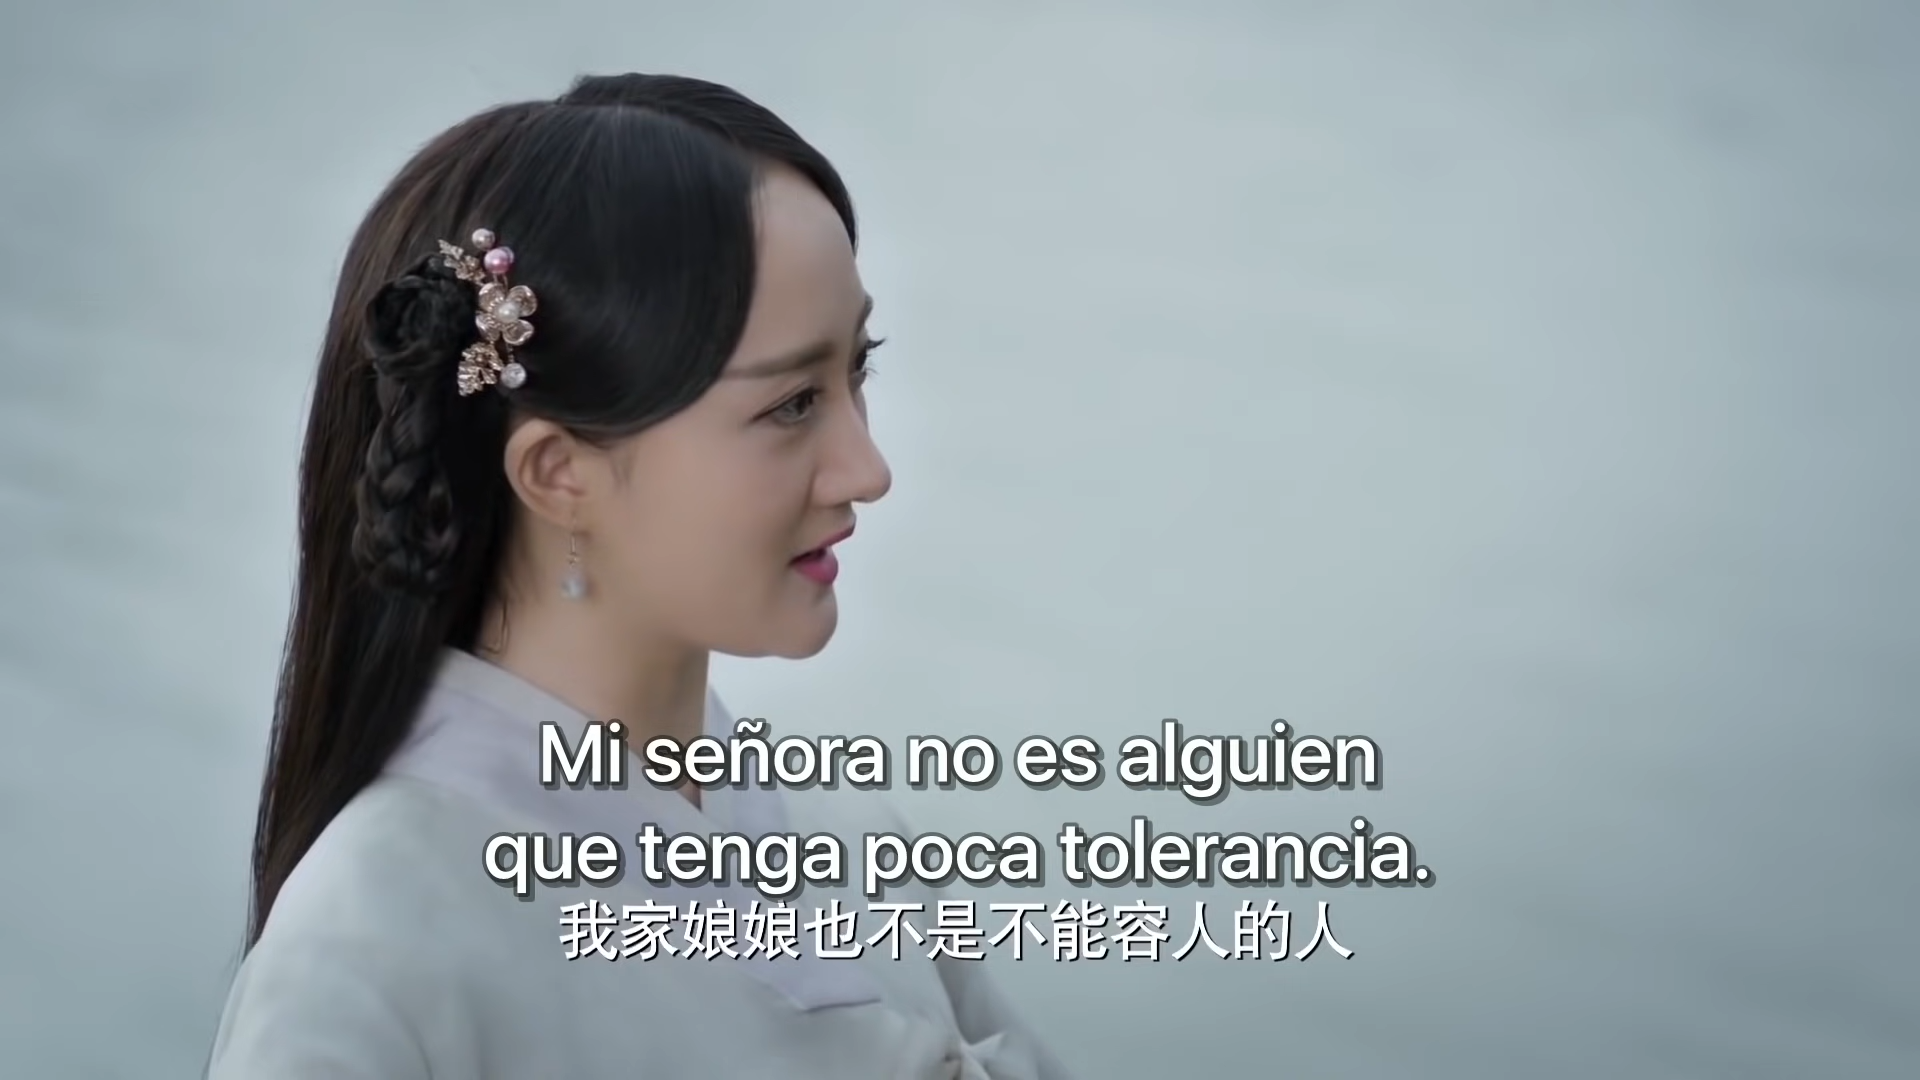 Mi señora no es alguien
que tenga poca tolerancia.
我家娘娘也不是不能容人的人